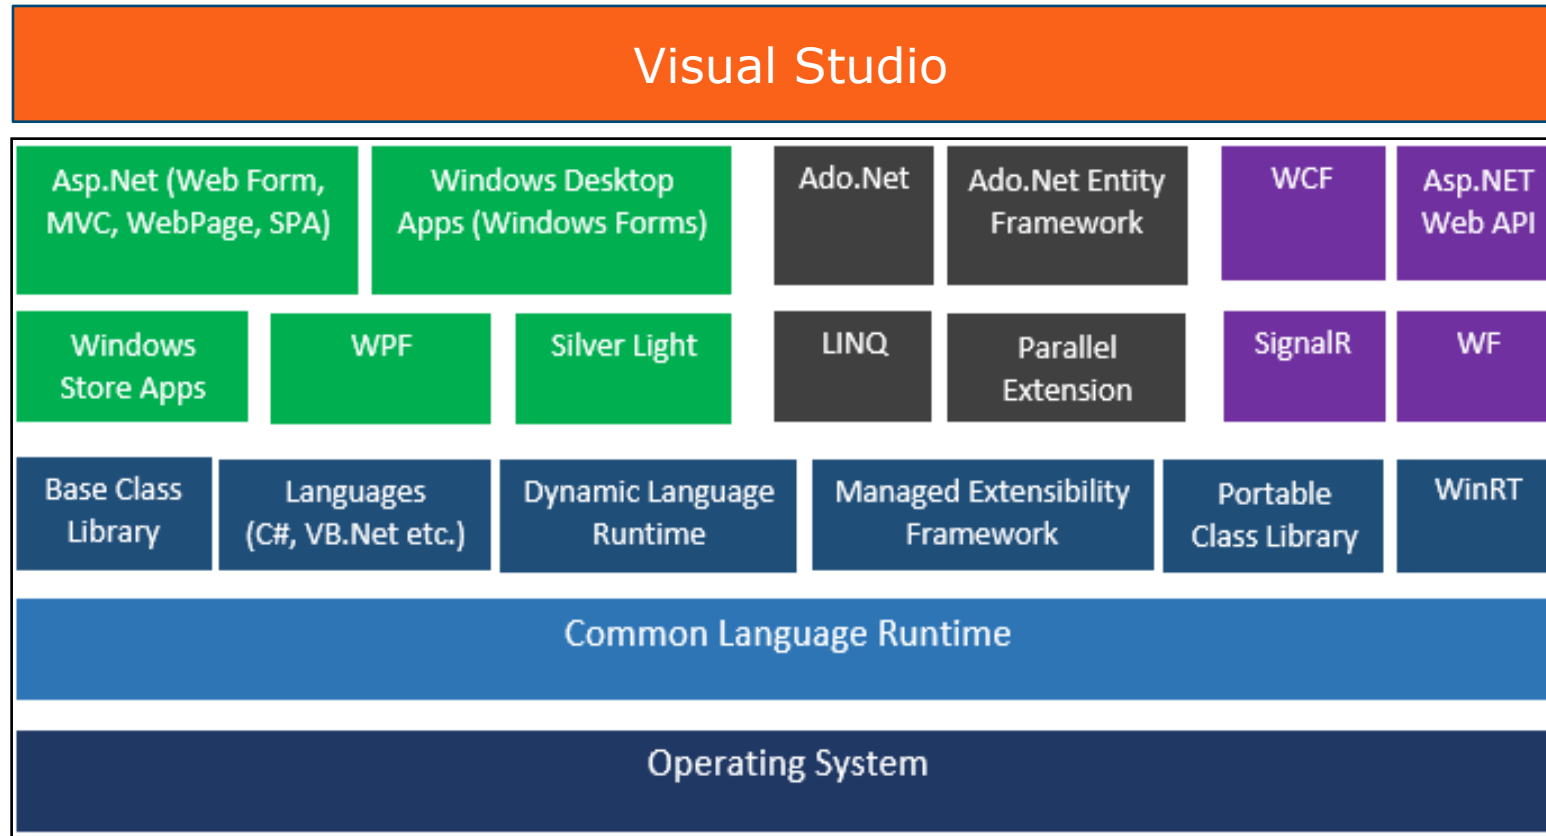 Visual Studio
Asp.Net (Web Form,
MVC, WebPage, SPA)
Windows Desktop
Apps (Windows Forms)
Ado.Net
Ado.Net Entity
Framework
WCF
Asp.NET
Web API
Windows
Store Apps
WPF
Silver Light
LINQ
Parallel
Extension
SignalR
WF
Base Class
Library
Languages
(C#, VB.Net etc.)
Dynamic Language
Runtime
Managed Extensibility
Framework
Portable
Class Library
WinRT
Common Language Runtime
Operating System